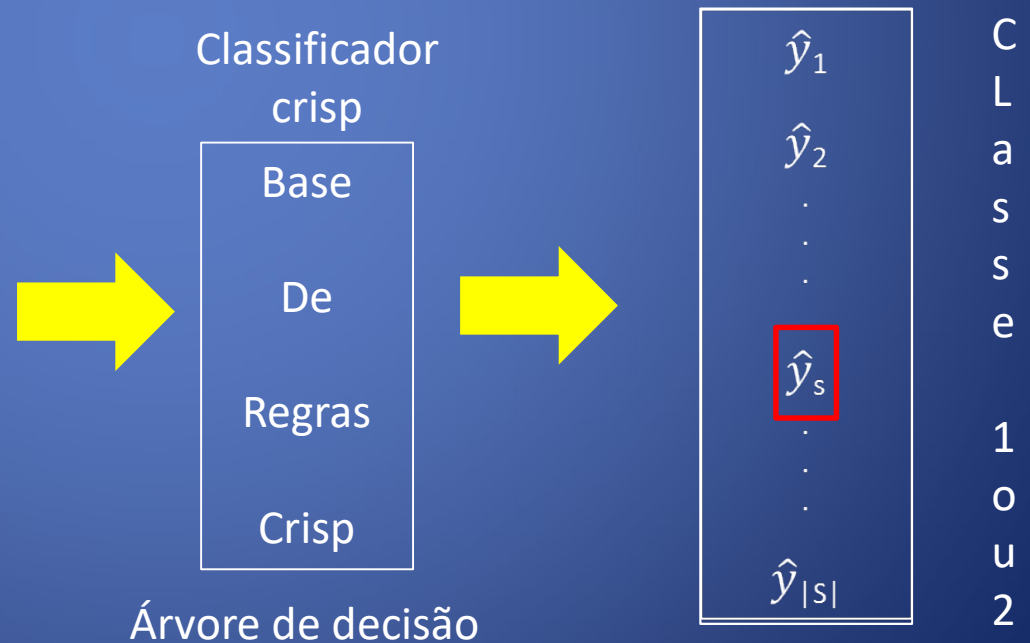 Classificador
crisp
Base
De
Regras
Crisp
Árvore de decisão
ŷ₁
ŷ₂
.
.
.
ŷₛ
.
.
.
ŷ|S|
C
L
a
s
s
e
1
o
u
2